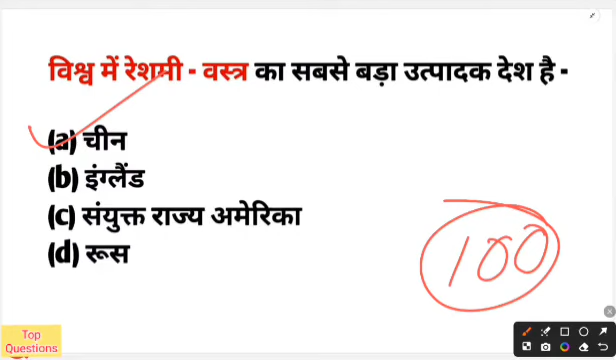 विश्व में रेशमी - वस्त्र का सबसे बड़ा उत्पादक देश है -
(a) चीन
(b) इंग्लैंड
(c) संयुक्त राज्य अमेरिका
(d) रूस
100
Top
Questions